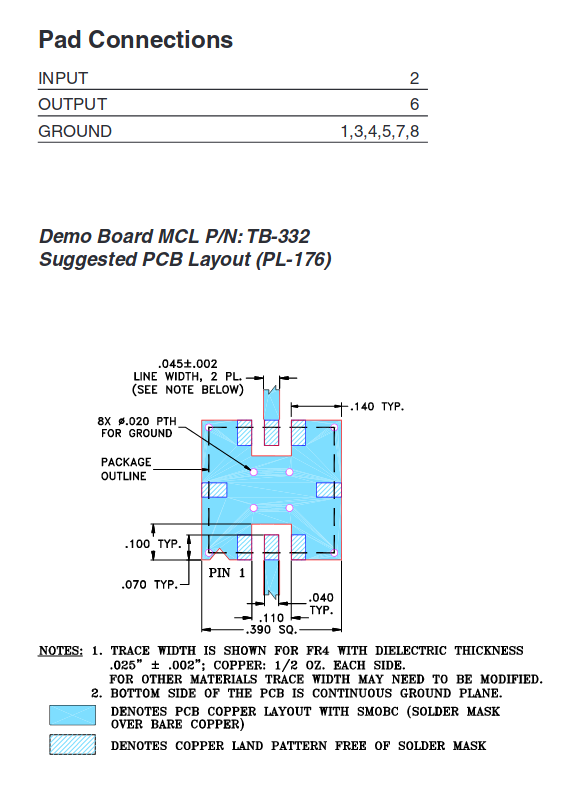 Pad Connections
INPUT 2
OUTPUT 6
GROUND 1,3,4,5,7,8
Demo Board MCL P/N: TB-332
Suggested PCB Layout (PL-176)
.045±.002
LINE WIDTH, 2 PL.
(SEE NOTE BELOW)
.140 TYP.
8X ø.020 PTH
FOR GROUND
PACKAGE
OUTLINE
.100 TYP.
PIN 1
.070 TYP.
.040
TYP.
.110
.390 SQ.
NOTES: 1. TRACE WIDTH IS SHOWN FOR FR4 WITH DIELECTRIC THICKNESS
.025” ± .002”; COPPER: 1/2 OZ. EACH SIDE.
FOR OTHER MATERIALS TRACE WIDTH MAY NEED TO BE MODIFIED.
2. BOTTOM SIDE OF THE PCB IS CONTINUOUS GROUND PLANE.
DENOTES PCB COPPER LAYOUT WITH SMOBC (SOLDER MASK
OVER BARE COPPER)
DENOTES COPPER LAND PATTERN FREE OF SOLDER MASK